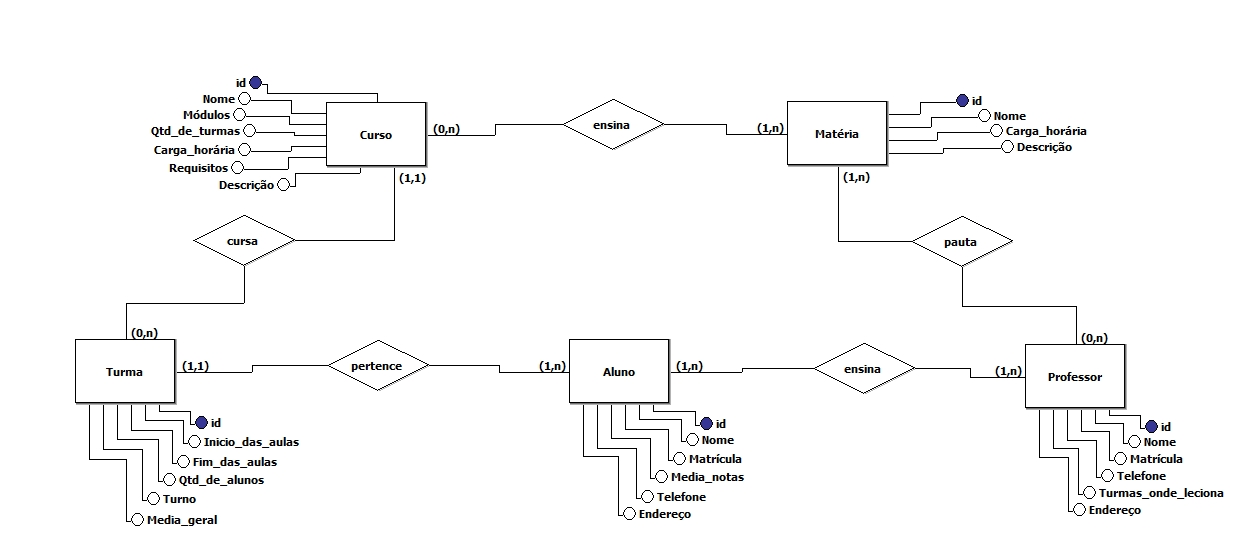 id
Nome
Módulos
Qtd_de_turmas
Carga_horária
Requisitos
Descrição
Curso
(0,n)
ensina
(1,n)
Matéria
id
Nome
Carga_horária
Descrição
(1,1)
(1,n)
cursa
pauta
(0,n)
(0,n)
Turma
(1,1)
pertence
(1,n)
Aluno
(1,n)
ensina
(1,n)
Professor
id
Inicio_das_aulas
Fim_das_aulas
Qtd_de_alunos
Turno
Media_geral
id
Nome
Matrícula
Media_notas
Telefone
Endereço
id
Nome
Matrícula
Telefone
Turmas_onde_leciona
Endereço